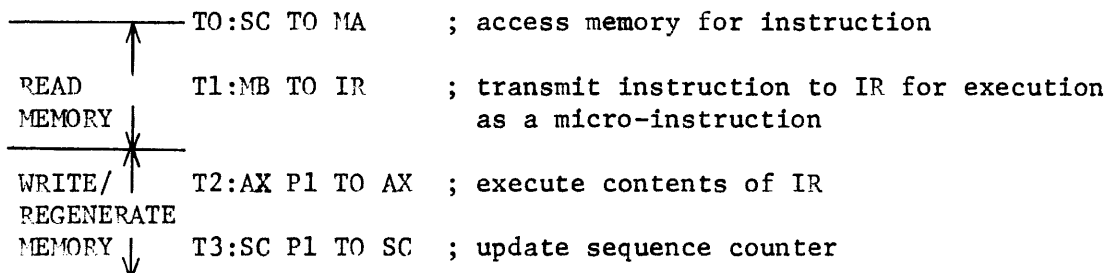 T0:SC TO MA ; access memory for instruction
READ T1:MB TO IR ; transmit instruction to IR for execution
MEMORY as a micro-instruction
WRITE/ T2:AX P1 TO AX ; execute contents of IR
REGENERATE
MEMORY T3:SC P1 TO SC ; update sequence counter